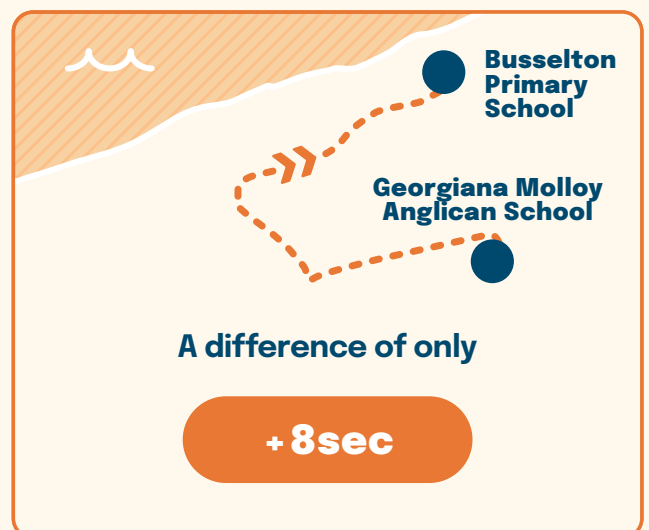 Busselton
Primary
School
Georgiana Molloy
Anglican School
A difference of only
+8sec